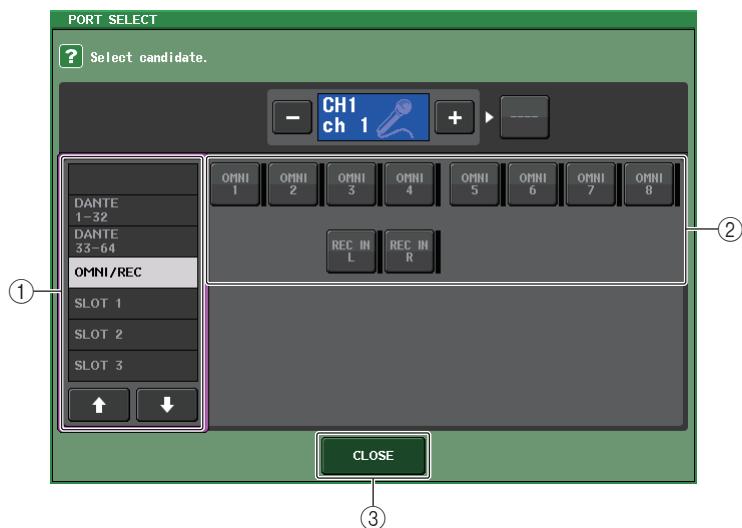 PORT SELECT
? Select candidate.
− CH1 + ----
ch 1
DANTE
1-32
DANTE
33-64
OMNI/REC
SLOT 1
SLOT 2
SLOT 3
OMNI
1
OMNI
2
OMNI
3
OMNI
4
OMNI
5
OMNI
6
OMNI
7
OMNI
8
REC IN
L
REC IN
R
CLOSE
①
②
③